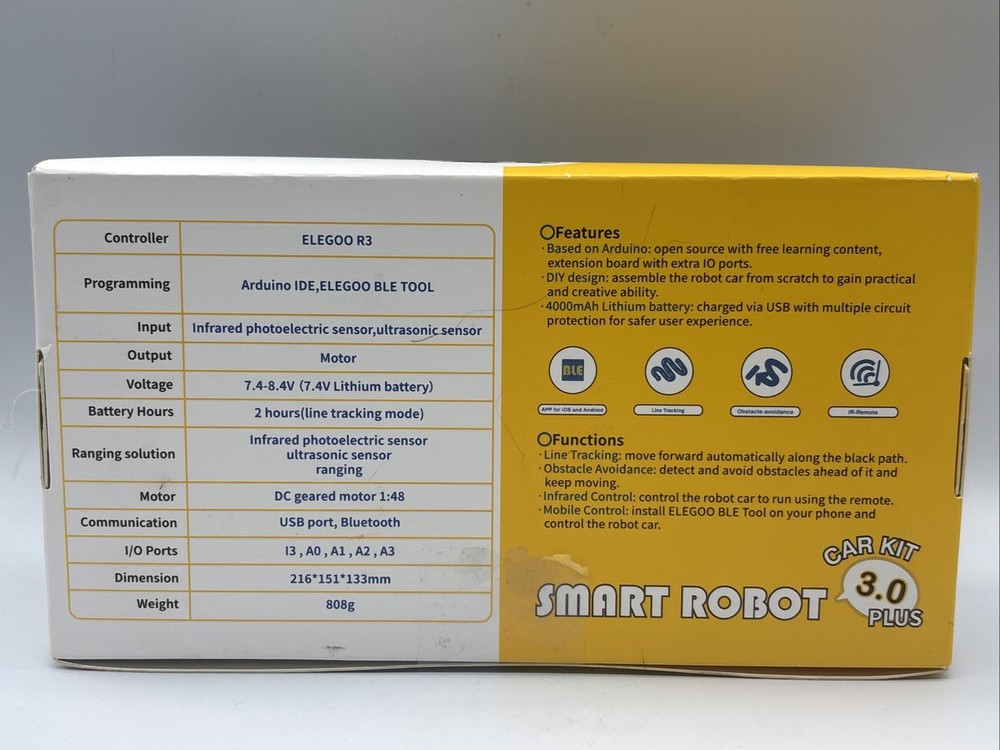 Controller ELEGOO R3
Programming Arduino IDE,ELEGOO BLE TOOL
Input Infrared photoelectric sensor,ultrasonic sensor
Output Motor
Voltage 7.4-8.4V (7.4V Lithium battery)
Battery Hours 2 hours(line tracking mode)
Ranging solution Infrared photoelectric sensor
ultrasonic sensor
ranging
Motor DC geared motor 1:48
Communication USB port, Bluetooth
I/O Ports I3 , A0 , A1 , A2 , A3
Dimension 216*151*133mm
Weight 808g
Features
·Based on Arduino: open source with free learning content,
extension board with extra IO ports.
·DIY design: assemble the robot car from scratch to gain practical
and creative ability.
·4000mAh Lithium battery: charged via USB with multiple circuit
protection for safer user experience.
BLE
APP for iOS and Android
Line Tracking
Obstacle-avoidance
IR-Remote
Functions
·Line Tracking: move forward automatically along the black path.
·Obstacle Avoidance: detect and avoid obstacles ahead of it and
keep moving.
·Infrared Control: control the robot car to run using the remote.
·Mobile Control: install ELEGOO BLE Tool on your phone and
control the robot car.
SMART ROBOT
CAR KIT
3.0
PLUS